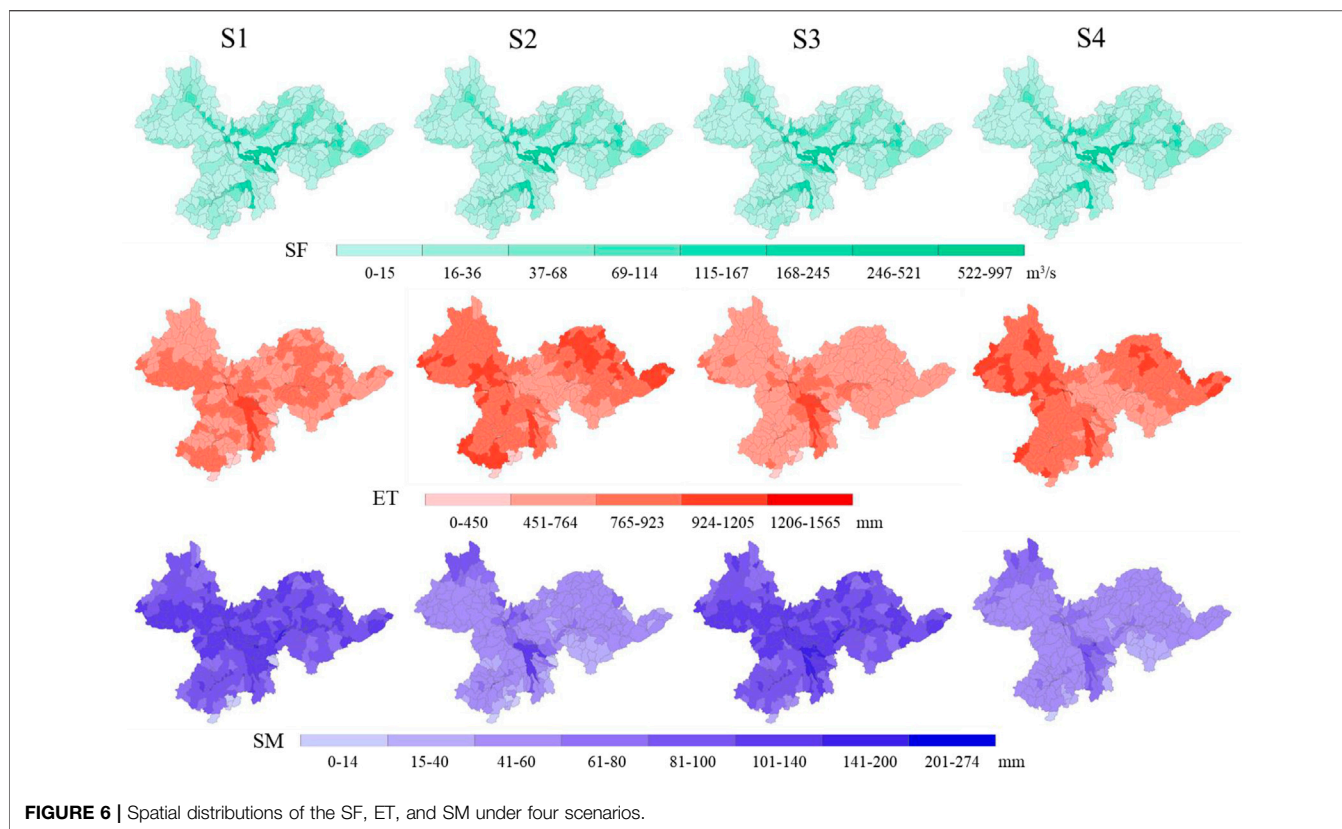 S1 S2 S3 S4
SF
0-15 16-36 37-68 69-114 115-167 168-245 246-521 522-997 m³/s
ET
0-450 451-764 765-923 924-1205 1206-1565 mm
SM
0-14 15-40 41-60 61-80 81-100 101-140 141-200 201-274 mm
FIGURE 6 | Spatial distributions of the SF, ET, and SM under four scenarios.